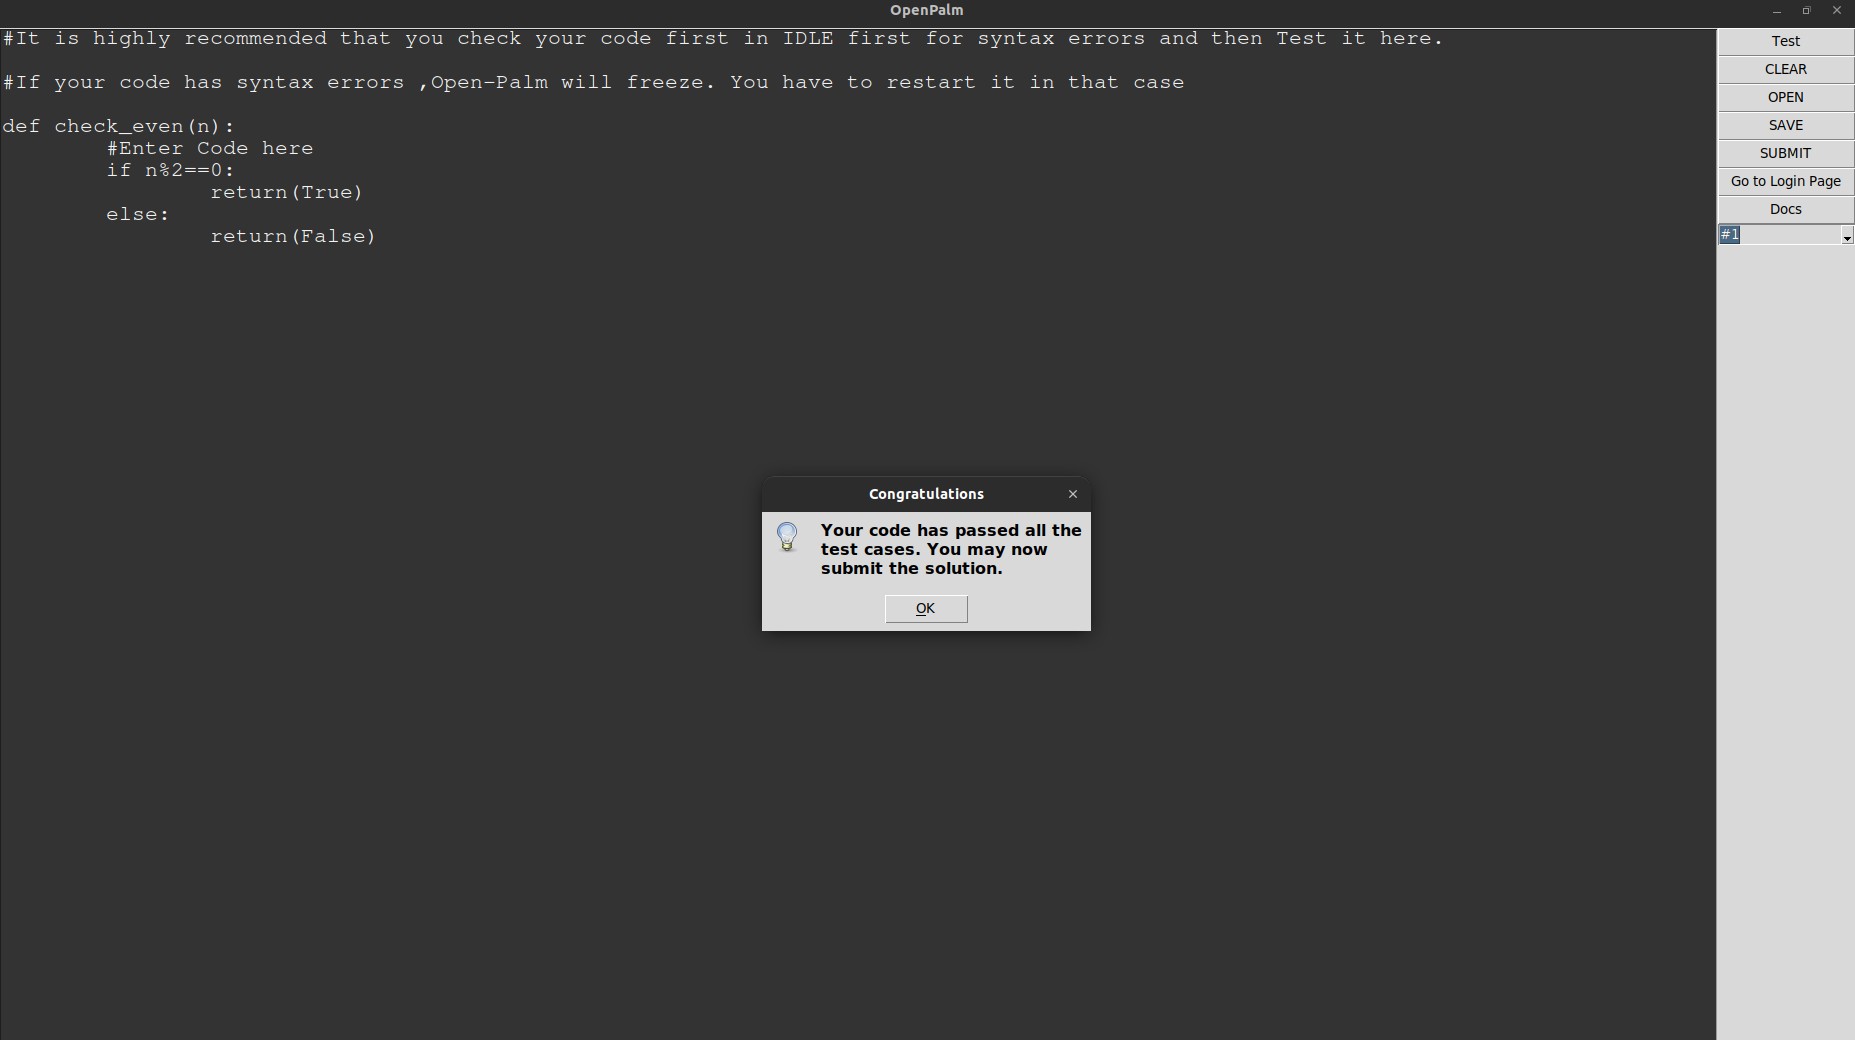 OpenPalm
#It is highly recommended that you check your code first in IDLE first for syntax errors and then Test it here.
#If your code has syntax errors ,Open-Palm will freeze. You have to restart it in that case
def check_even(n):
        #Enter Code here
        if n%2==0:
                return(True)
        else:
                return(False)
Test
CLEAR
OPEN
SAVE
SUBMIT
Go to Login Page
Docs
#1
Congratulations
Your code has passed all the
test cases. You may now
submit the solution.
OK